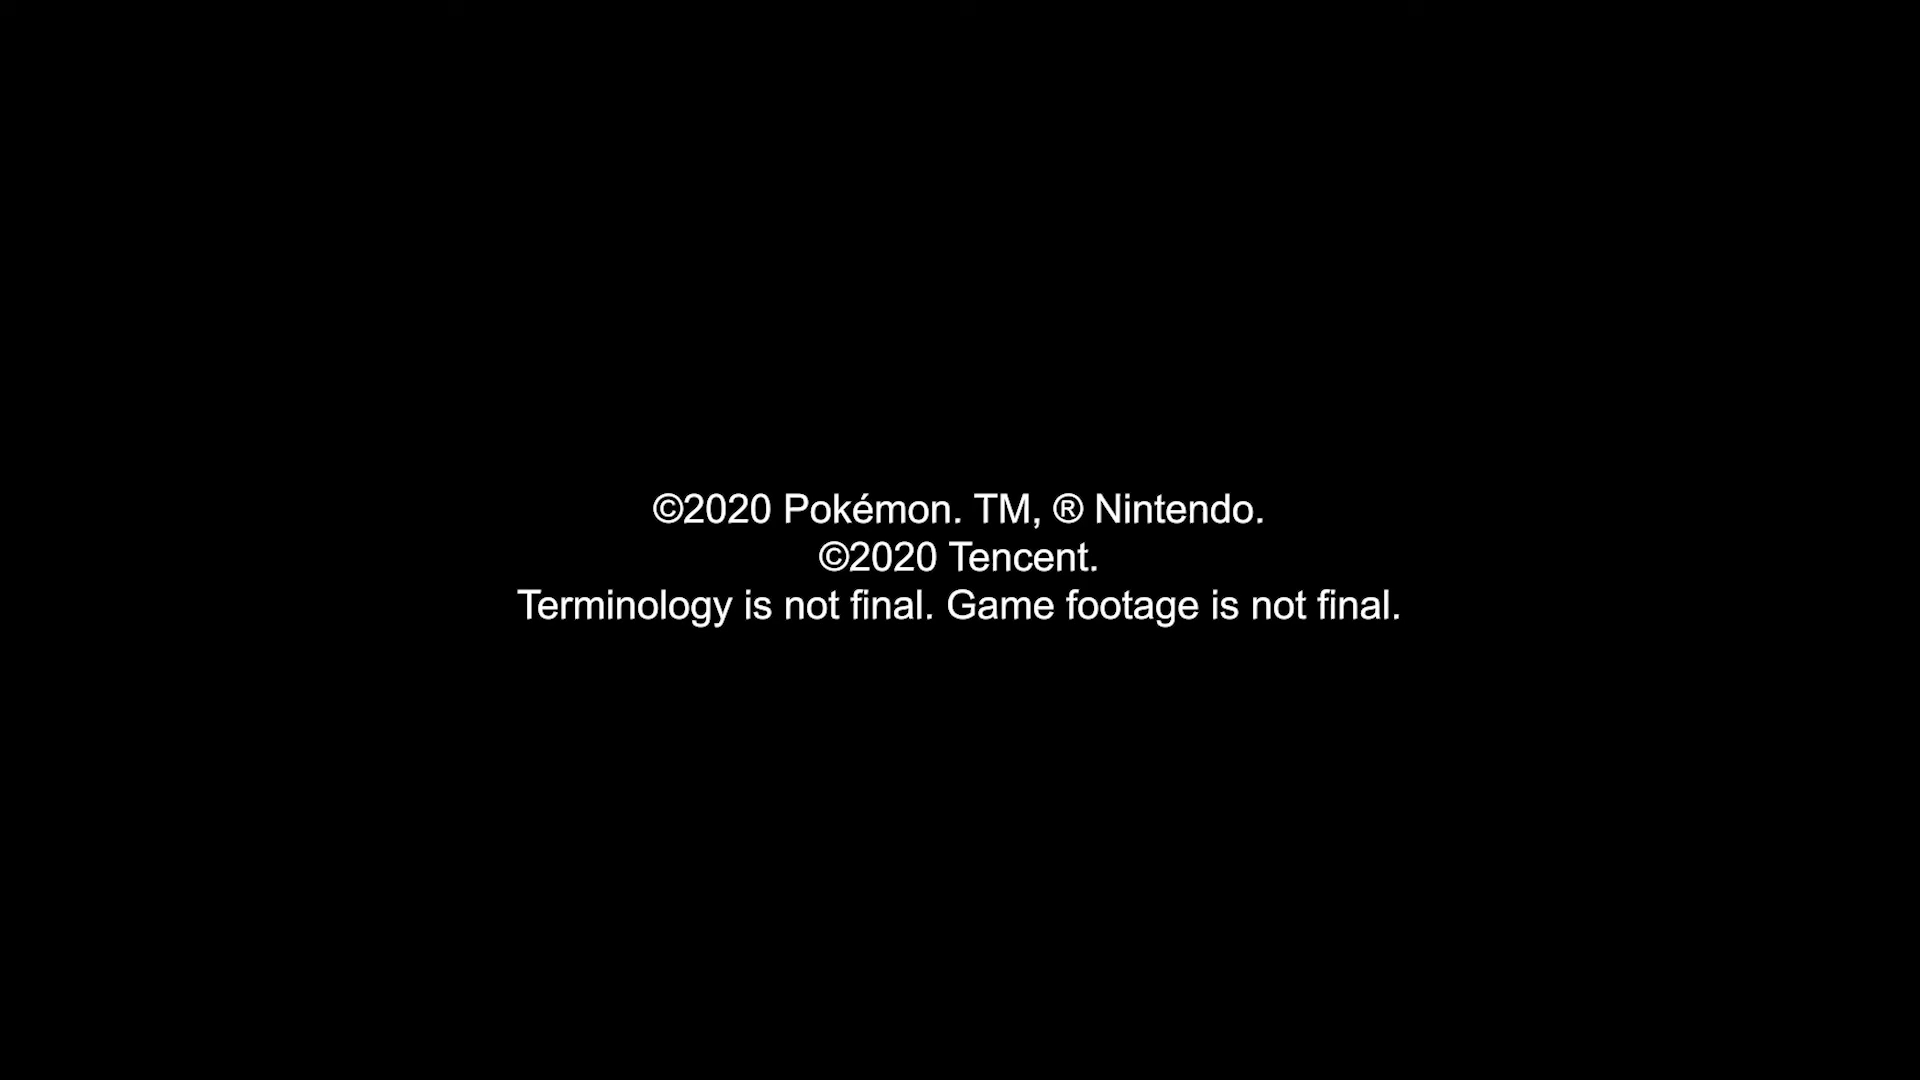 ©2020 Pokémon. TM, ® Nintendo.
©2020 Tencent.
Terminology is not final. Game footage is not final.